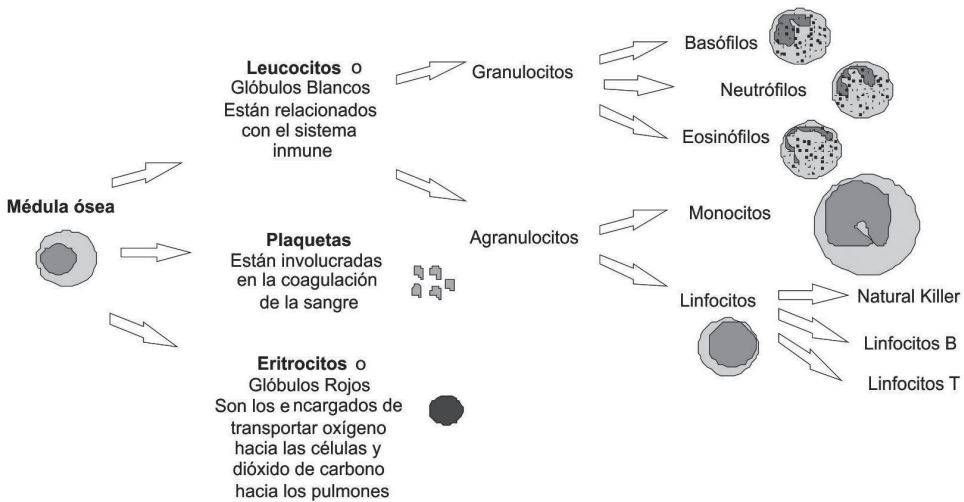 Médula ósea
Leucocitos o
Glóbulos Blancos
Están relacionados
con el sistema
inmune
Plaquetas
Están involucradas
en la coagulación
de la sangre
Eritrocitos o
Glóbulos Rojos
Son los e ncargados de
transportar oxígeno
hacia las células y
dióxido de carbono
hacia los pulmones
Granulocitos
Agranulocitos
Basófilos
Neutrófilos
Eosinófilos
Monocitos
Linfocitos
Natural Killer
Linfocitos B
Linfocitos T